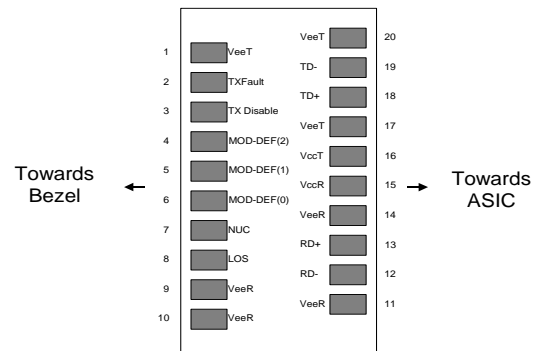 VeeT 20
1 VeeT
TD- 19
2 TXFault
TD+ 18
3 TX Disable
VeeT 17
4 MOD-DEF(2)
VccT 16
5 MOD-DEF(1)
VccR 15
6 MOD-DEF(0)
VeeR 14
7 NUC
RD+ 13
8 LOS
RD- 12
9 VeeR
VeeR 11
10 VeeR
Towards
Bezel
Towards
ASIC